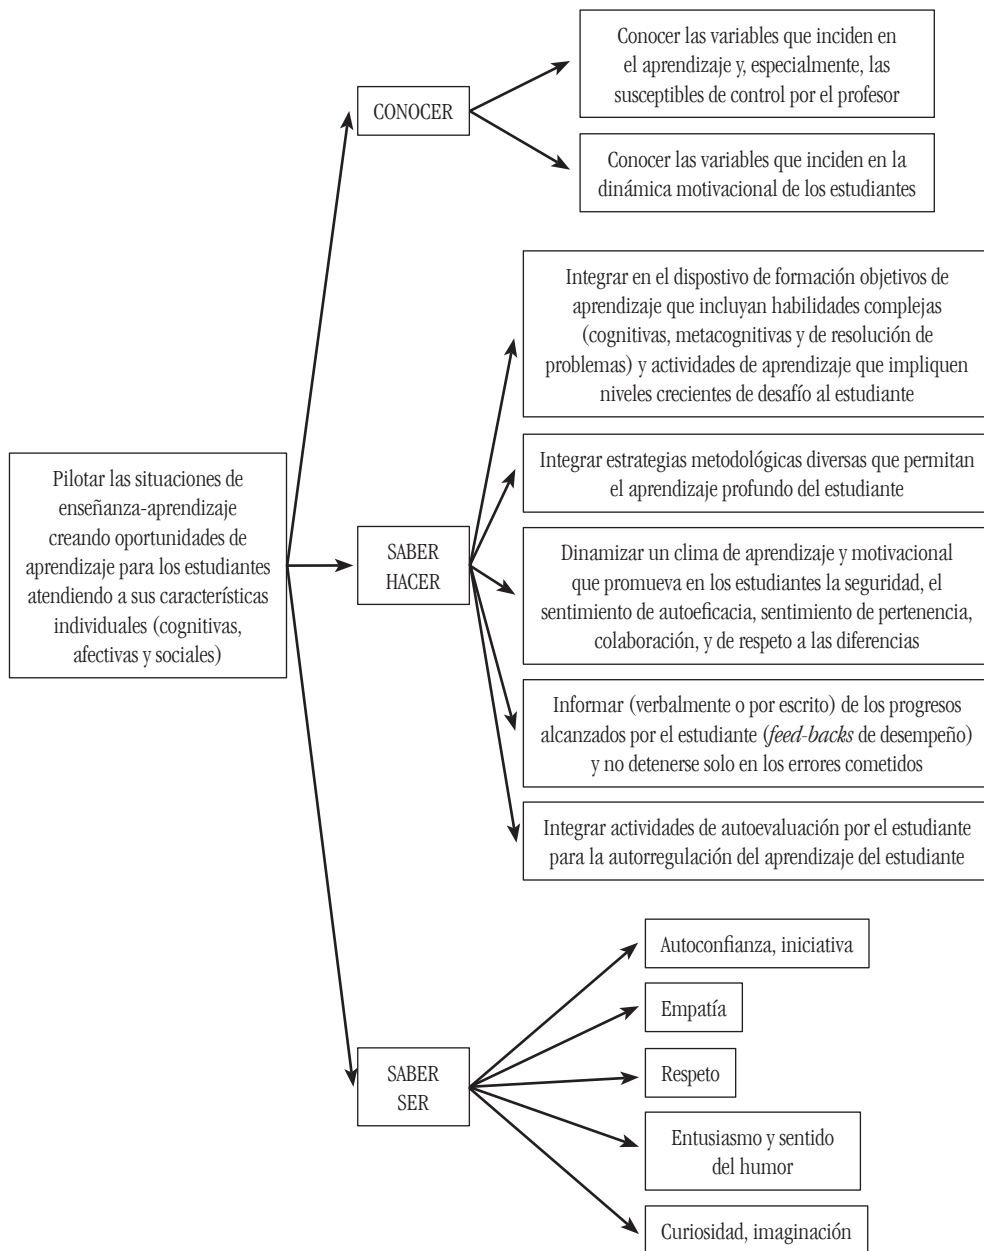 Conocer las variables que inciden en
el aprendizaje y, especialmente, las
susceptibles de control por el profesor
CONOCER
Conocer las variables que inciden en la
dinámica motivacional de los estudiantes
Integrar en el dispostivo de formación objetivos de
aprendizaje que incluyan habilidades complejas
(cognitivas, metacognitivas y de resolución de
problemas) y actividades de aprendizaje que impliquen
niveles crecientes de desafío al estudiante
Pilotar las situaciones de
enseñanza-aprendizaje
creando oportunidades de
aprendizaje para los estudiantes
atendiendo a sus características
individuales (cognitivas,
afectivas y sociales)
Integrar estrategias metodológicas diversas que permitan
el aprendizaje profundo del estudiante
SABER
HACER
Dinamizar un clima de aprendizaje y motivacional
que promueva en los estudiantes la seguridad, el
sentimiento de autoeficacia, sentimiento de pertenencia,
colaboración, y de respeto a las diferencias
Informar (verbalmente o por escrito) de los progresos
alcanzados por el estudiante (feed-backs de desempeño)
y no detenerse solo en los errores cometidos
Integrar actividades de autoevaluación por el estudiante
para la autorregulación del aprendizaje del estudiante
Autoconfianza, iniciativa
Empatía
SABER
SER
Respeto
Entusiasmo y sentido
del humor
Curiosidad, imaginación